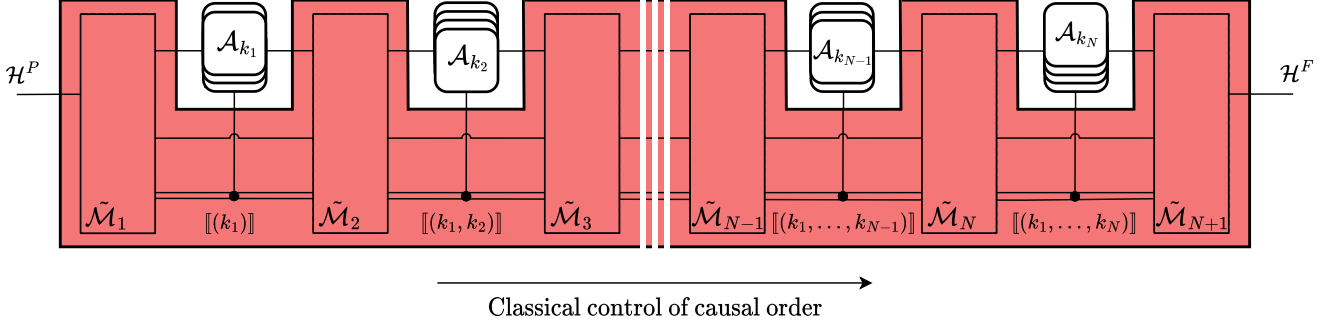 𝓗^P
𝓐_{k_1}
𝓐_{k_2}
𝓐_{k_{N−1}}
𝓐_{k_N}
𝓗^F
𝓜̃_1
⟦(k_1)⟧
𝓜̃_2
⟦(k_1, k_2)⟧
𝓜̃_3
𝓜̃_{N−1}
⟦(k_1, …, k_{N−1})⟧
𝓜̃_N
⟦(k_1, …, k_N)⟧
𝓜̃_{N+1}
Classical control of causal order